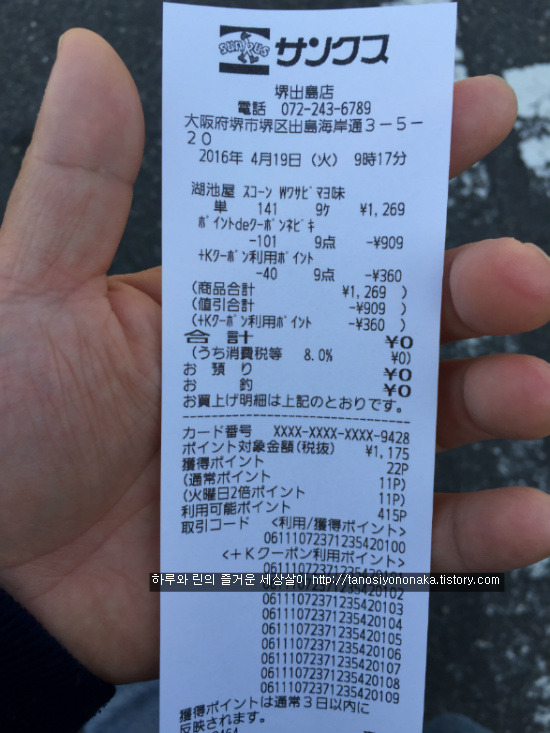 sunkus サンクス
堺出島店
電話 072-243-6789
大阪府堺市堺区出島海岸通3-5-
20
2016年 4月19日（火） 9時17分
湖池屋 ｽｺｰﾝ Wﾜｻﾋﾞﾏﾖ味
単 141 9ケ ¥1,269
ﾎﾟｲﾝﾄdeｸｰﾎﾟﾝﾈﾋﾞｷ
-101 9点 -¥909
+Kｸｰﾎﾟﾝ利用ﾎﾟｲﾝﾄ
-40 9点 -¥360
(商品合計 ¥1,269 )
(値引合計 -¥909 )
(+Kｸｰﾎﾟﾝ利用ﾎﾟｲﾝﾄ -¥360 )
合計 ¥0
(うち消費税等 8.0% ¥0)
お預り ¥0
お釣 ¥0
お買上げ明細は上記のとおりです。
カード番号 XXXX-XXXX-XXXX-9428
ポイント対象金額(税抜) ¥1,175
獲得ポイント 22P
(通常ポイント 11P)
(火曜日2倍ポイント 11P)
利用可能ポイント 415P
取引コード <利用/獲得ポイント>
06111072371235420100
<+Kクーポン利用ポイント>
하루와 린의 즐거운 세상살이 http://tanosiyononaka.tistory.com
06111072371235420102
06111072371235420103
06111072371235420104
06111072371235420105
06111072371235420106
06111072371235420107
06111072371235420108
06111072371235420109
獲得ポイントは通常3日以内に
反映されます。